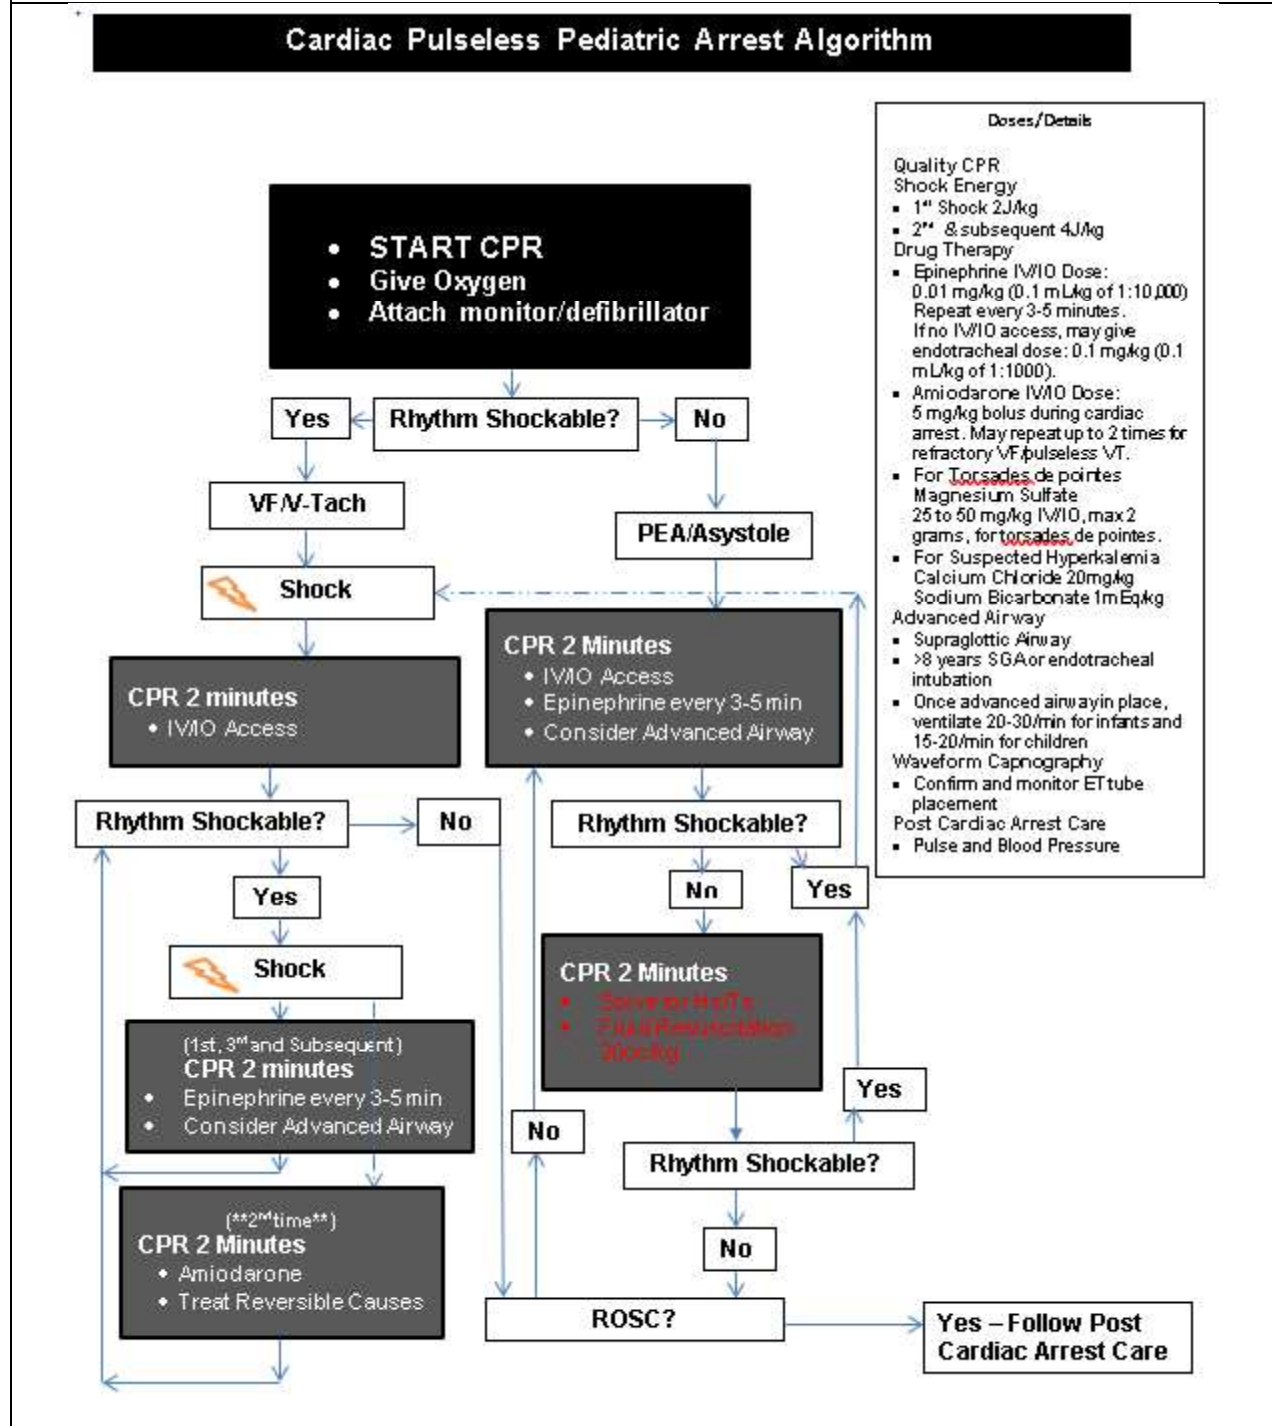 Cardiac Pulseless Pediatric Arrest Algorithm
• START CPR
• Give Oxygen
• Attach monitor/defibrillator
Yes
Rhythm Shockable?
No
VF/V-Tach
Shock
CPR 2 minutes
• IV/IO Access
Rhythm Shockable?
No
Yes
Shock
(1st, 3rd and Subsequent)
CPR 2 minutes
• Epinephrine every 3-5 min
• Consider Advanced Airway
(**2nd time**)
CPR 2 Minutes
• Amiodarone
• Treat Reversible Causes
PEA/Asystole
CPR 2 Minutes
• IV/IO Access
• Epinephrine every 3-5 min
• Consider Advanced Airway
Rhythm Shockable?
No
Yes
CPR 2 Minutes
• Fluid Resuscitation
Yes
No
Rhythm Shockable?
No
ROSC?
Yes – Follow Post
Cardiac Arrest Care
Doses/Details
Quality CPR
Shock Energy
▪ 1st Shock 2J/kg
▪ 2nd & subsequent 4J/kg
Drug Therapy
▪ Epinephrine IV/IO Dose:
0.01 mg/kg (0.1 mL/kg of 1:10,000)
Repeat every 3-5 minutes.
If no IV/IO access, may give
endotracheal dose: 0.1 mg/kg (0.1
mL/kg of 1:1000).
▪ Amiodarone IV/IO Dose:
5 mg/kg bolus during cardiac
arrest. May repeat up to 2 times for
refractory VF/pulseless VT.
▪ For Torsades de pointes
Magnesium Sulfate
25 to 50 mg/kg IV/IO, max 2
grams, for torsades de pointes.
▪ For Suspected Hyperkalemia
Calcium Chloride 20mg/kg
Sodium Bicarbonate 1mEq/kg
Advanced Airway
▪ Supraglottic Airway
▪ >8 years SGA or endotracheal
intubation
▪ Once advanced airway in place,
ventilate 20-30/min for infants and
15-20/min for children
Waveform Capnography
▪ Confirm and monitor ET tube
placement
Post Cardiac Arrest Care
▪ Pulse and Blood Pressure